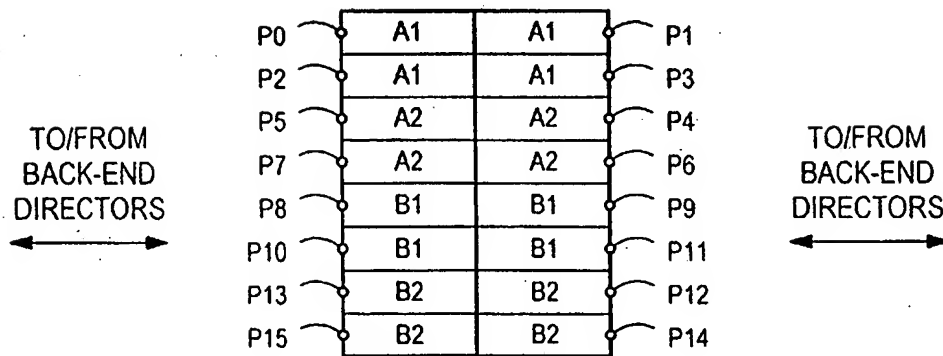 P0 A1 A1 P1
P2 A1 A1 P3
P5 A2 A2 P4
P7 A2 A2 P6
P8 B1 B1 P9
P10 B1 B1 P11
P13 B2 B2 P12
P15 B2 B2 P14
TO/FROM
BACK-END
DIRECTORS
TO/FROM
BACK-END
DIRECTORS